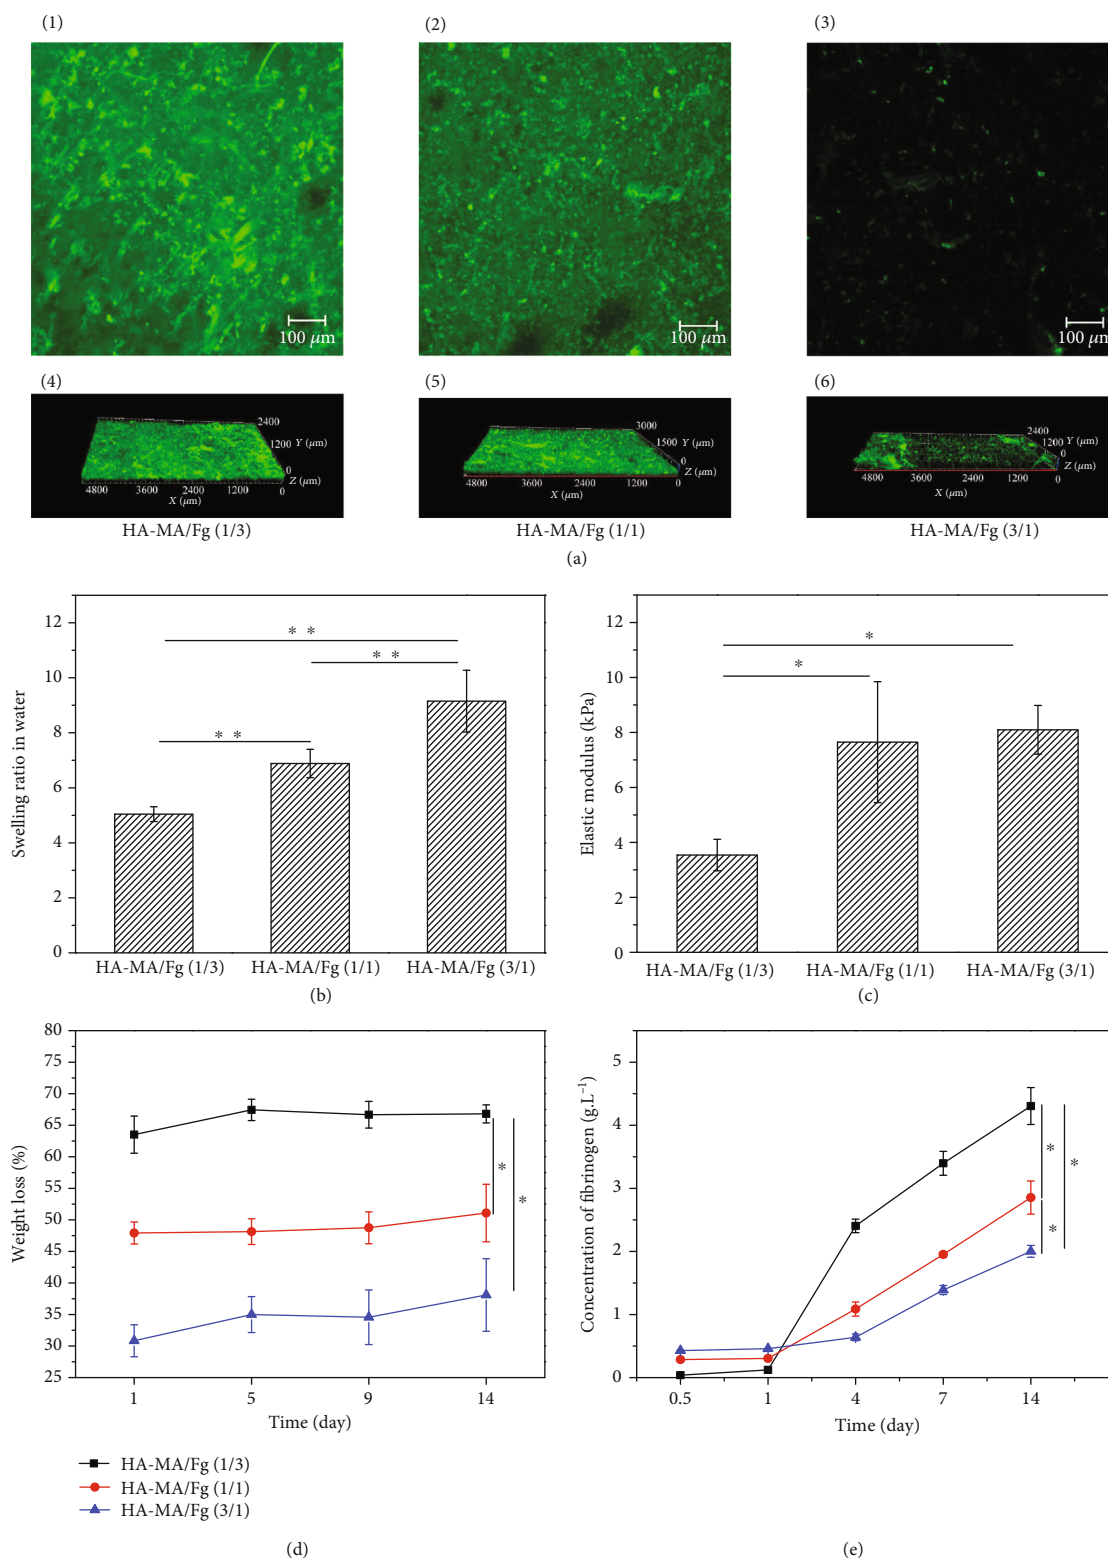 (1) (2) (3)
100 μm 100 μm 100 μm
(4) (5) (6)
2400 1200 Y (μm) 0 Z (μm) 4800 3600 2400 1200 0 X (μm)
3000 1500 Y (μm) 0 Z (μm) 4800 3600 2400 1200 0 X (μm)
2400 1200 Y (μm) 0 Z (μm) 4800 3600 2400 1200 0 X (μm)
HA-MA/Fg (1/3) HA-MA/Fg (1/1) HA-MA/Fg (3/1)
(a)
Swelling ratio in water
12
10
8
6
4
2
0
* *
* *
* *
HA-MA/Fg (1/3) HA-MA/Fg (1/1) HA-MA/Fg (3/1)
(b)
Elastic modulus (kPa)
12
10
8
6
4
2
0
*
*
HA-MA/Fg (1/3) HA-MA/Fg (1/1) HA-MA/Fg (3/1)
(c)
Weight loss (%)
80
75
70
65
60
55
50
45
40
35
30
25
*
*
1 5 9 14
Time (day)
HA-MA/Fg (1/3)
HA-MA/Fg (1/1)
HA-MA/Fg (3/1)
(d)
Concentration of fibrinogen (g.L⁻¹)
5
4
3
2
1
0
*
*
*
0.5 1 4 7 14
Time (day)
(e)